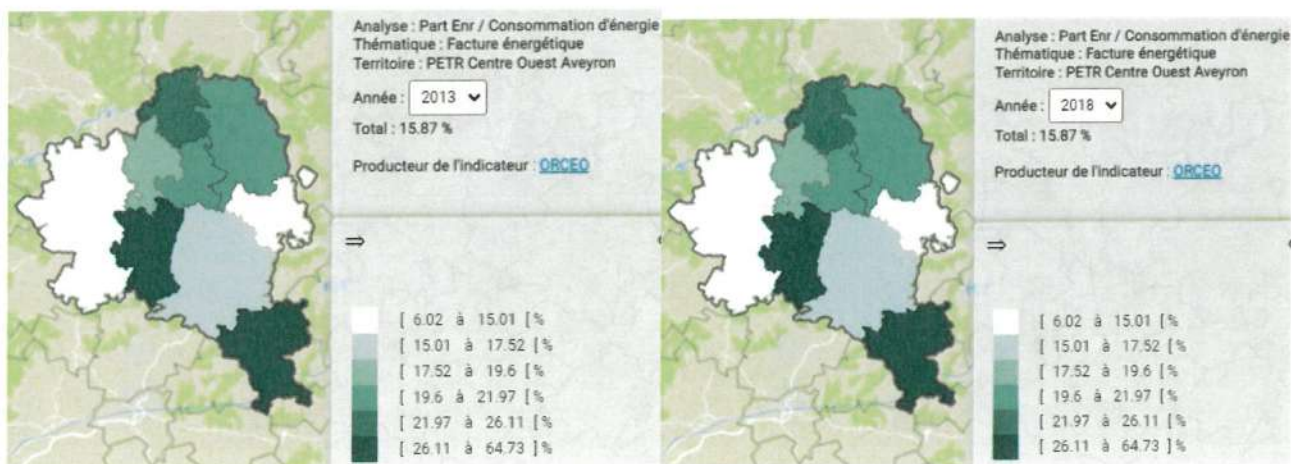 Analyse : Part Enr / Consommation d'énergie
Thématique : Facture énergétique
Territoire : PETR Centre Ouest Aveyron
Année : 2013
Total : 15.87 %
Producteur de l'indicateur : ORCEO
⇒
[ 6.02 à 15.01 [ %
[ 15.01 à 17.52 [ %
[ 17.52 à 19.6 [ %
[ 19.6 à 21.97 [ %
[ 21.97 à 26.11 [ %
[ 26.11 à 64.73 ] %
Analyse : Part Enr / Consommation d'énergie
Thématique : Facture énergétique
Territoire : PETR Centre Ouest Aveyron
Année : 2018
Total : 15.87 %
Producteur de l'indicateur : ORCEO
⇒
[ 6.02 à 15.01 [ %
[ 15.01 à 17.52 [ %
[ 17.52 à 19.6 [ %
[ 19.6 à 21.97 [ %
[ 21.97 à 26.11 [ %
[ 26.11 à 64.73 ] %